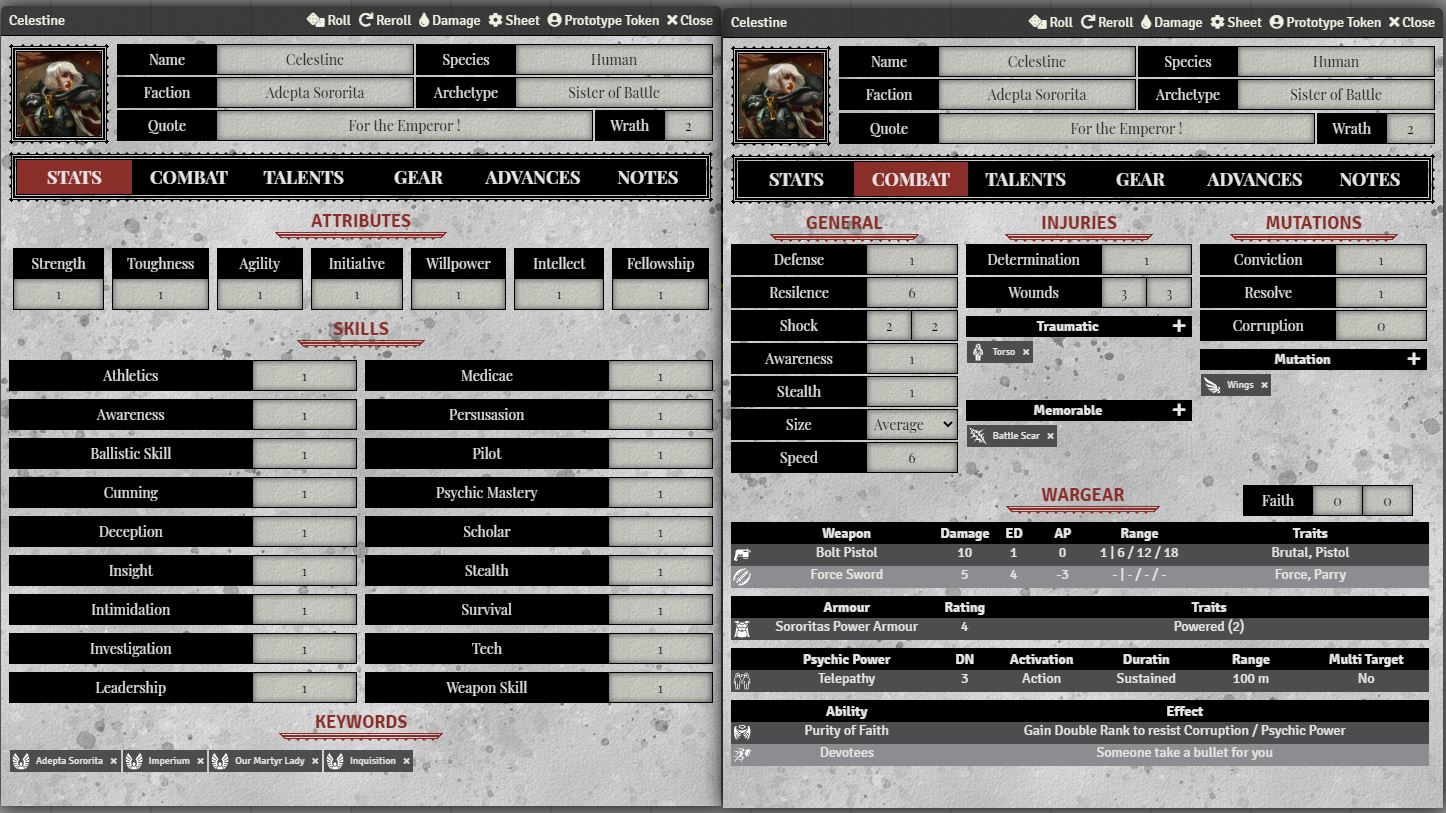 Celestine Roll Reroll Damage Sheet Prototype Token Close
Name Celestine Species Human
Faction Adepta Sororita Archetype Sister of Battle
Quote For the Emperor ! Wrath 2
STATS COMBAT TALENTS GEAR ADVANCES NOTES
ATTRIBUTES
Strength Toughness Agility Initiative Willpower Intellect Fellowship
1 1 1 1 1 1 1
SKILLS
Athletics 1 Medicae 1
Awareness 1 Persusasion 1
Ballistic Skill 1 Pilot 1
Cunning 1 Psychic Mastery 1
Deception 1 Scholar 1
Insight 1 Stealth 1
Intimidation 1 Survival 1
Investigation 1 Tech 1
Leadership 1 Weapon Skill 1
KEYWORDS
Adepta Sororita × Imperium × Our Martyr Lady × Inquisition ×
Celestine Roll Reroll Damage Sheet Prototype Token Close
Name Celestine Species Human
Faction Adepta Sororita Archetype Sister of Battle
Quote For the Emperor ! Wrath 2
STATS COMBAT TALENTS GEAR ADVANCES NOTES
GENERAL INJURIES MUTATIONS
Defense 1 Determination 1 Conviction 1
Resilence 6 Wounds 3 3 Resolve 1
Shock 2 2 Traumatic + Corruption 0
Awareness 1 Torso × Mutation +
Stealth 1 Wings ×
Size Average Memorable +
Speed 6 Battle Scar ×
WARGEAR Faith 0 0
Weapon Damage ED AP Range Traits
Bolt Pistol 10 1 0 1 | 6 / 12 / 18 Brutal, Pistol
Force Sword 5 4 -3 - | - / - / - Force, Parry
Armour Rating Traits
Sororitas Power Armour 4 Powered (2)
Psychic Power DN Activation Duratin Range Multi Target
Telepathy 3 Action Sustained 100 m No
Ability Effect
Purity of Faith Gain Double Rank to resist Corruption / Psychic Power
Devotees Someone take a bullet for you